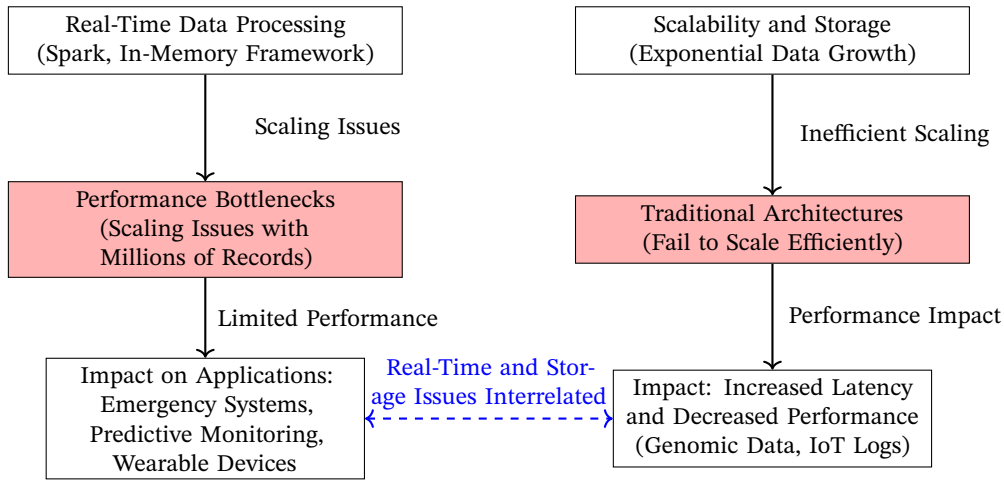 Real-Time Data Processing
(Spark, In-Memory Framework)
Scaling Issues
Performance Bottlenecks
(Scaling Issues with
Millions of Records)
Limited Performance
Impact on Applications:
Emergency Systems,
Predictive Monitoring,
Wearable Devices
Real-Time and Stor-
age Issues Interrelated
Scalability and Storage
(Exponential Data Growth)
Inefficient Scaling
Traditional Architectures
(Fail to Scale Efficiently)
Performance Impact
Impact: Increased Latency
and Decreased Performance
(Genomic Data, IoT Logs)